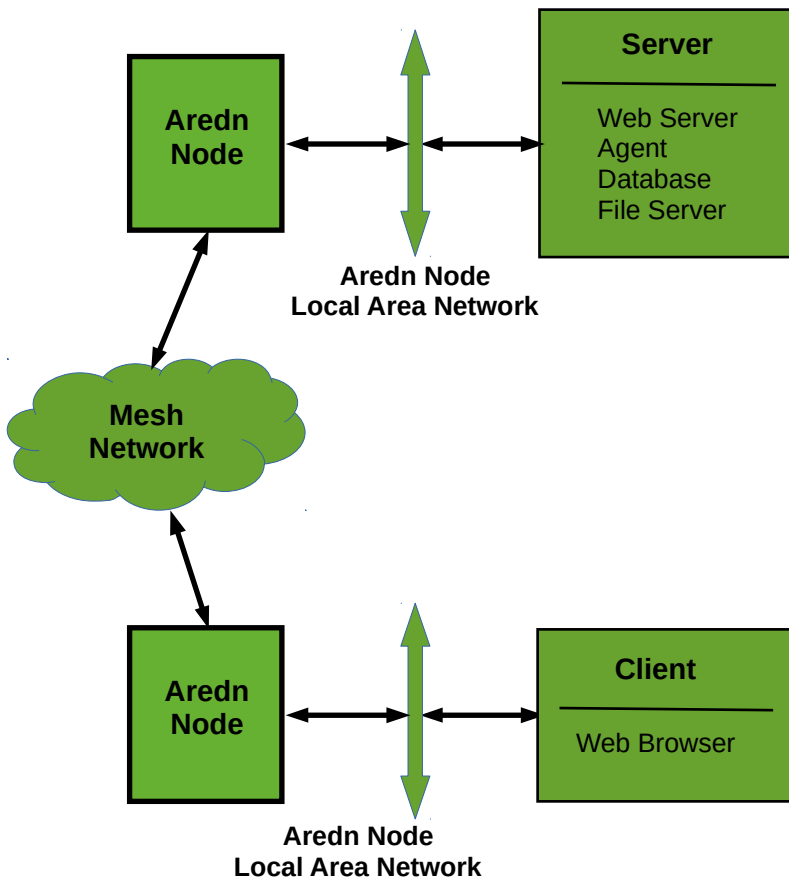 Aredn
Node
Server
Web Server
Agent
Database
File Server
Aredn Node
Local Area Network
Mesh
Network
Aredn
Node
Client
Web Browser
Aredn Node
Local Area Network